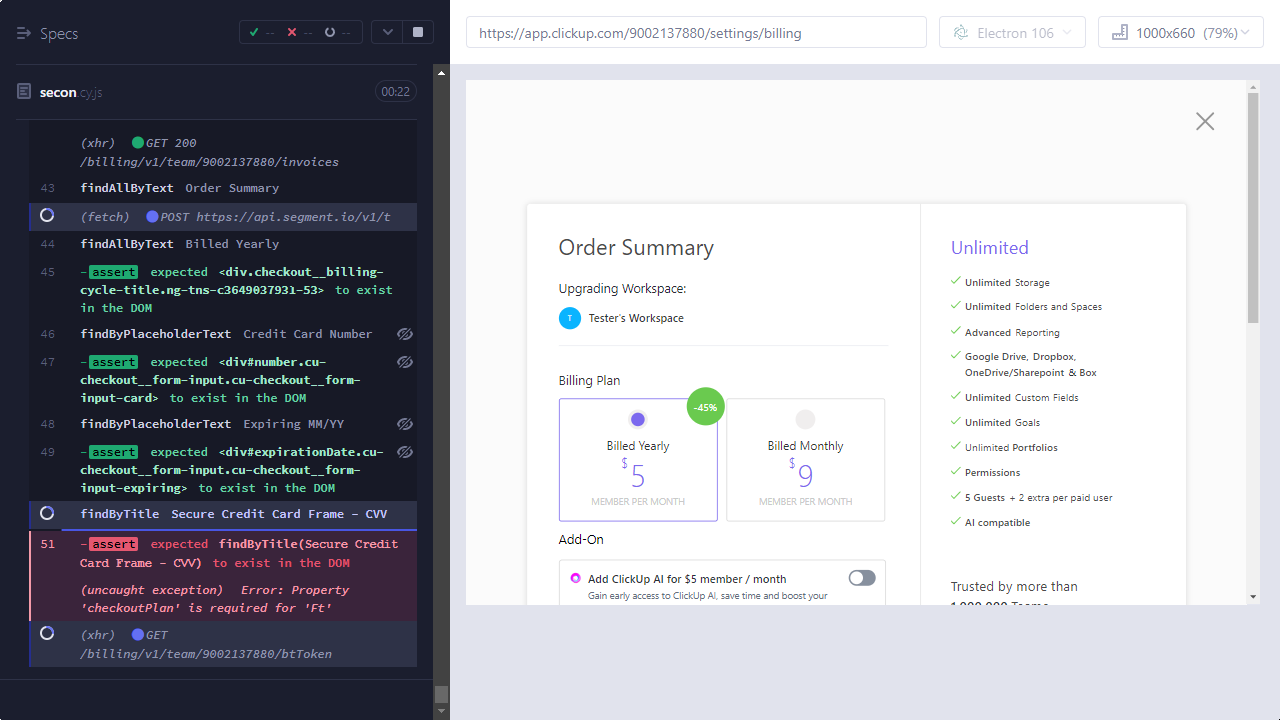 Specs
-- -- --
secon.cy.js
00:22
(xhr) GET 200
/billing/v1/team/9002137880/invoices
43 findAllByText Order Summary
(fetch) POST https://api.segment.io/v1/t
44 findAllByText Billed Yearly
45 -assert expected <div.checkout__billing-
cycle-title.ng-tns-c3649037931-53> to exist
in the DOM
46 findByPlaceholderText Credit Card Number
47 -assert expected <div#number.cu-
checkout__form-input.cu-checkout__form-
input-card> to exist in the DOM
48 findByPlaceholderText Expiring MM/YY
49 -assert expected <div#expirationDate.cu-
checkout__form-input.cu-checkout__form-
input-expiring> to exist in the DOM
findByTitle Secure Credit Card Frame - CVV
51 -assert expected findByTitle(Secure Credit
Card Frame - CVV) to exist in the DOM
(uncaught exception) Error: Property
'checkoutPlan' is required for 'Ft'
(xhr) GET
/billing/v1/team/9002137880/btToken
https://app.clickup.com/9002137880/settings/billing
Electron 106
1000x660 (79%)
Order Summary
Upgrading Workspace:
T Tester's Workspace
Billing Plan
-45%
Billed Yearly
$5
MEMBER PER MONTH
Billed Monthly
$9
MEMBER PER MONTH
Add-On
Add ClickUp AI for $5 member / month
Gain early access to ClickUp AI, save time and boost your
Unlimited
Unlimited Storage
Unlimited Folders and Spaces
Advanced Reporting
Google Drive, Dropbox,
OneDrive/Sharepoint & Box
Unlimited Custom Fields
Unlimited Goals
Unlimited Portfolios
Permissions
5 Guests + 2 extra per paid user
AI compatible
Trusted by more than